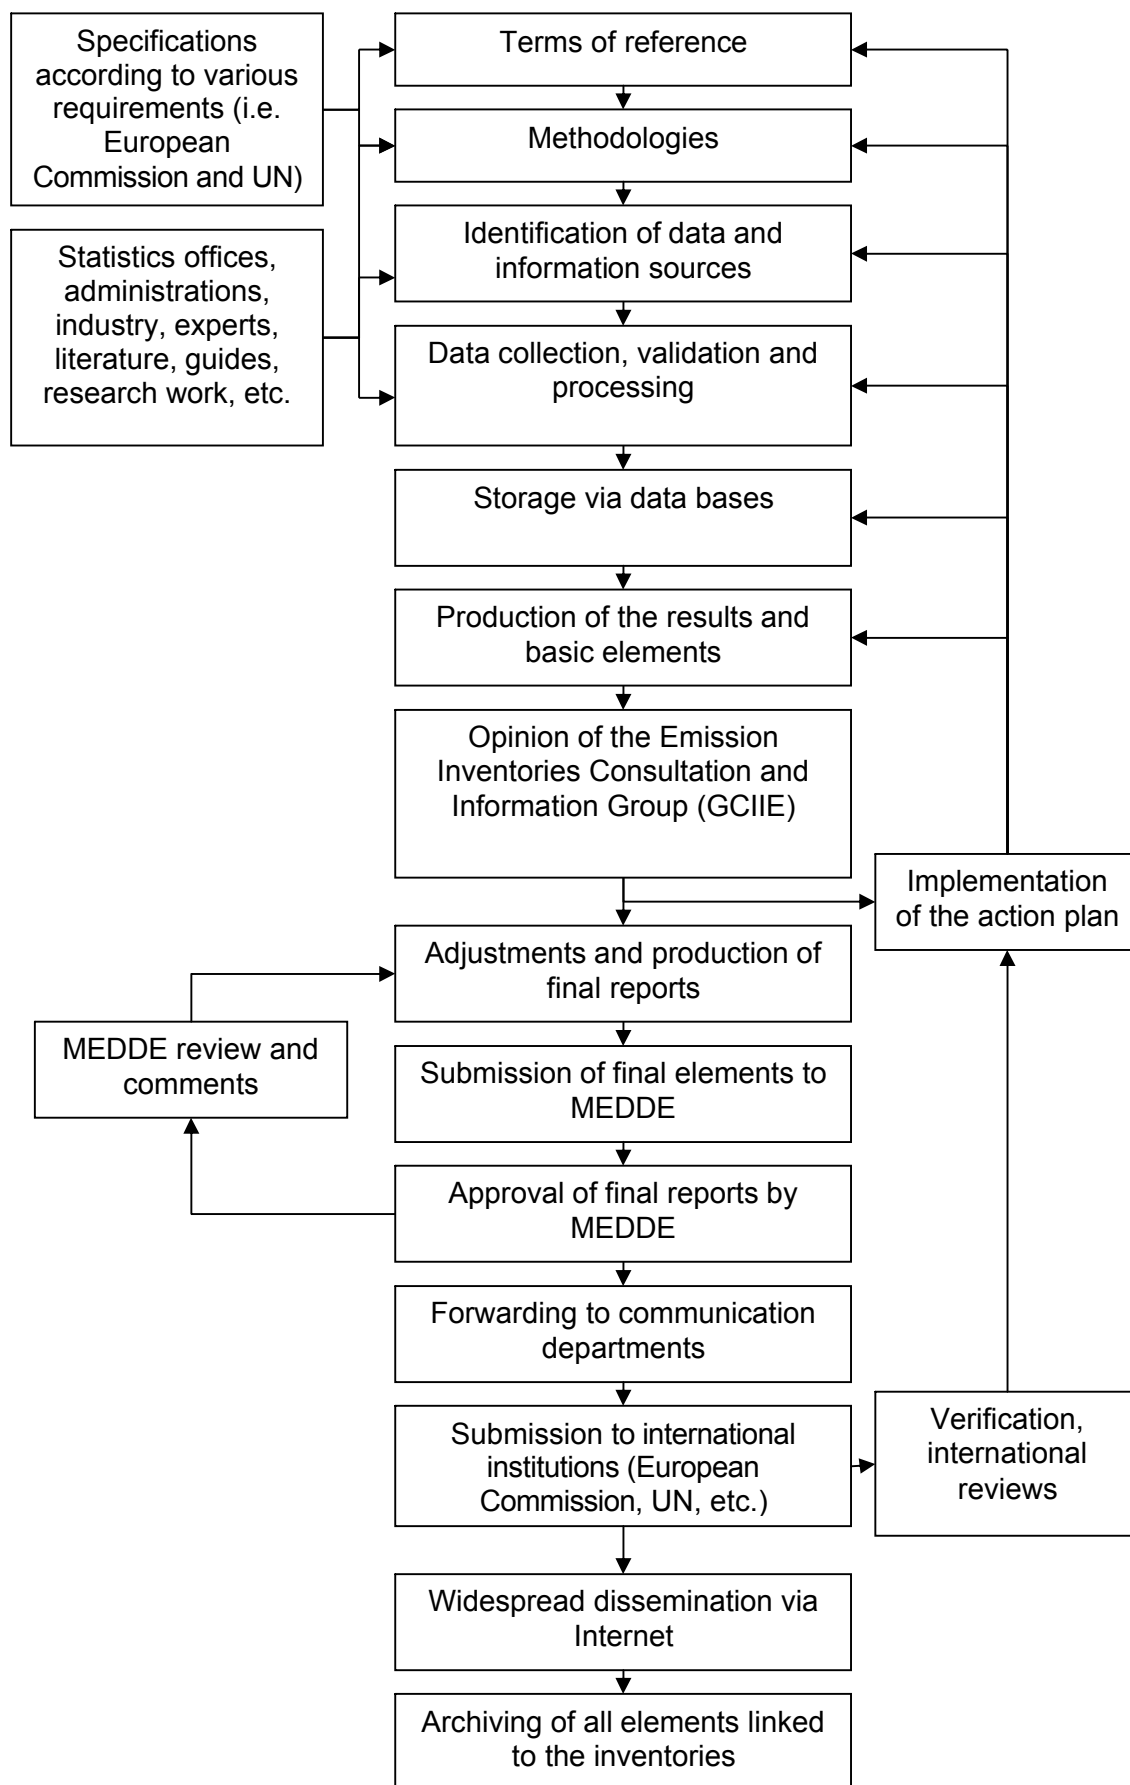 Specifications
according to various
requirements (i.e.
European
Commission and UN)
Statistics offices,
administrations,
industry, experts,
literature, guides,
research work, etc.
Terms of reference
Methodologies
Identification of data and
information sources
Data collection, validation and
processing
Storage via data bases
Production of the results and
basic elements
Opinion of the Emission
Inventories Consultation and
Information Group (GCIIE)
Implementation
of the action plan
Adjustments and production of
final reports
MEDDE review and
comments
Submission of final elements to
MEDDE
Approval of final reports by
MEDDE
Forwarding to communication
departments
Submission to international
institutions (European
Commission, UN, etc.)
Verification,
international
reviews
Widespread dissemination via
Internet
Archiving of all elements linked
to the inventories